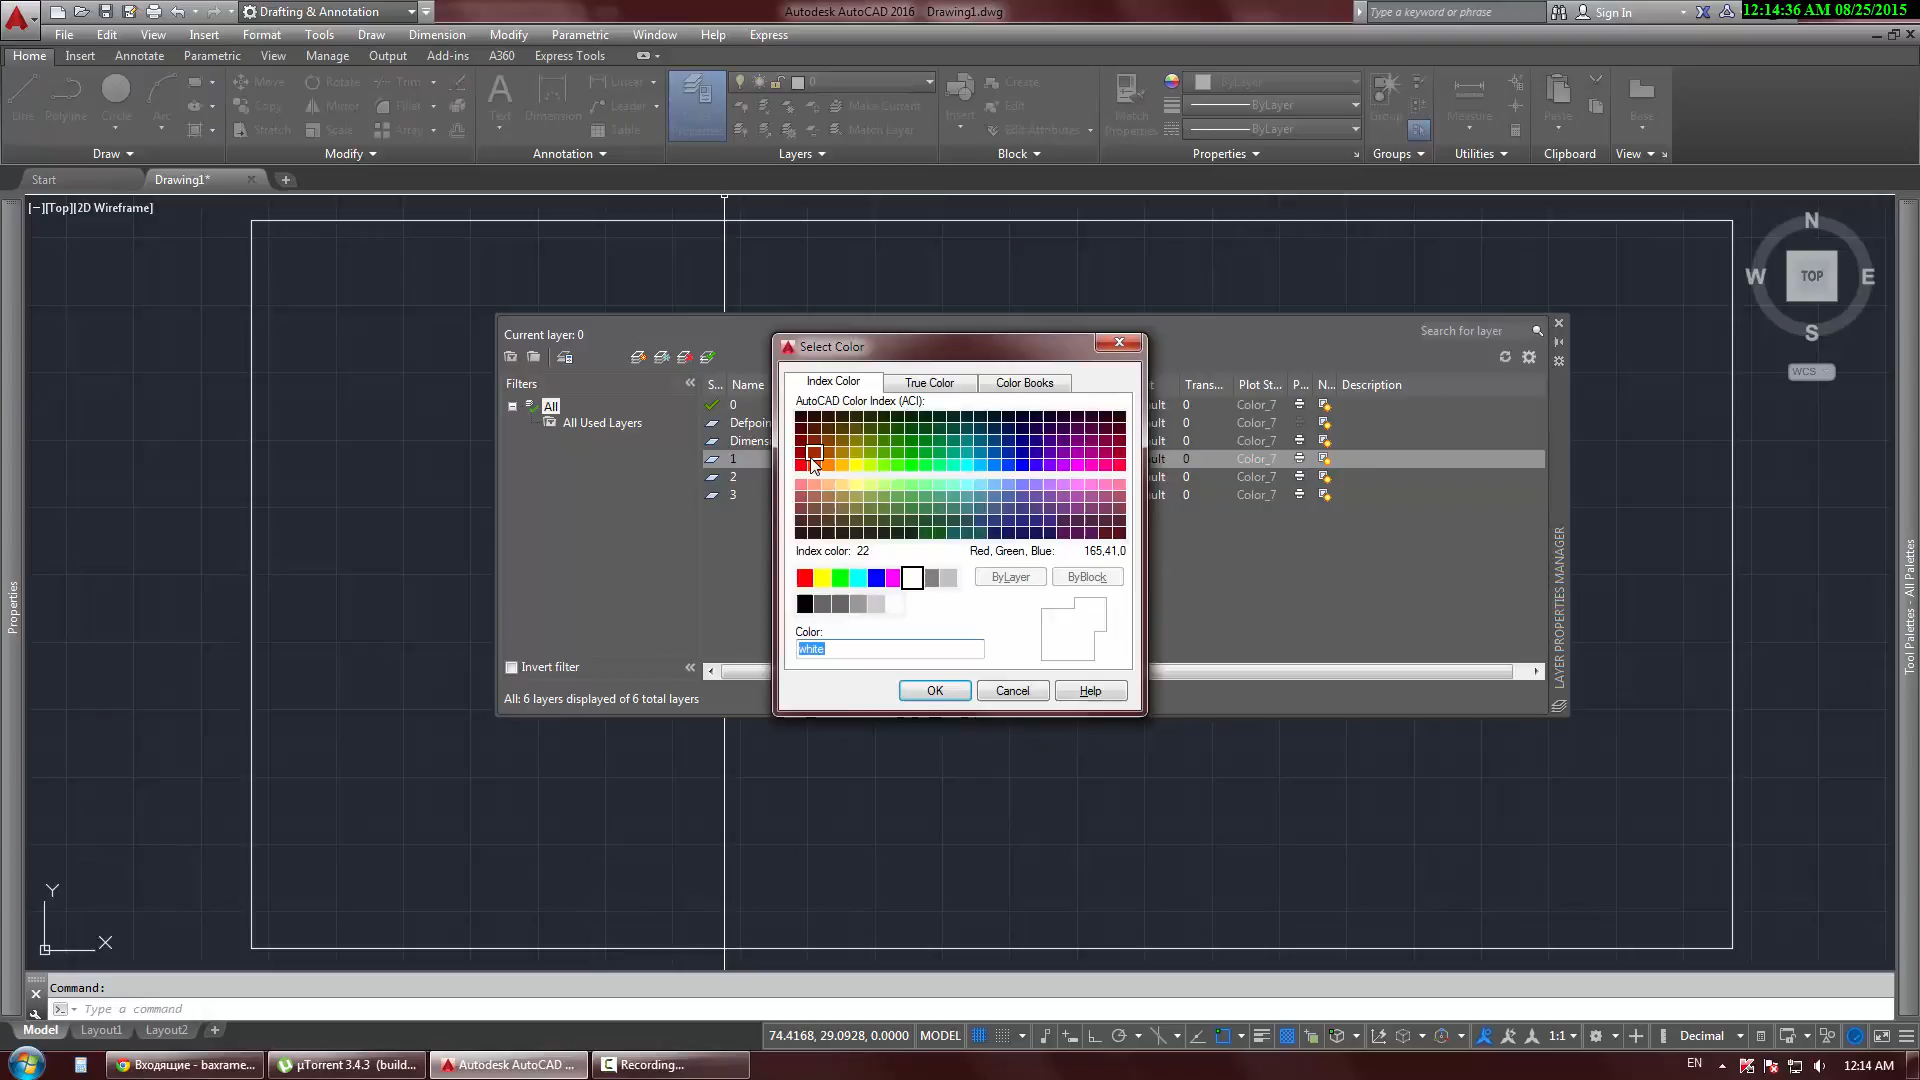 Drafting & Annotation
Autodesk AutoCAD 2016 Drawing1.dwg
Type a keyword or phrase
Sign In
12:14:36 AM 08/25/2015
File Edit View Insert Format Tools Draw Dimension Modify Parametric Window Help Express
Home Insert Annotate Parametric View Manage Output Add-ins A360 Express Tools
Line Polyline Circle Arc
Move Rotate Trim
Copy Mirror Fillet
Stretch Scale Array
Text Dimension
Linear
Leader
Table
Layer Properties
0
Make Current
Match Layer
Insert
Create
Edit
Edit Attributes
Match Properties
ByLayer
ByLayer
ByLayer
Group
Measure
Paste
Base
Draw Modify Annotation Layers Block Properties Groups Utilities Clipboard View
Start Drawing1*
[−][Top][2D Wireframe]
N
W TOP E
S
WCS
Current layer: 0
Search for layer
Filters
All
All Used Layers
Invert filter
All: 6 layers displayed of 6 total layers
S... Name
Trans... Plot St... P... N... Description
0 ault 0 Color_7
Defpoin ault 0 Color_7
Dimens ault 0 Color_7
1 ault 0 Color_7
2 ault 0 Color_7
3 ault 0 Color_7
LAYER PROPERTIES MANAGER
Select Color
Index Color True Color Color Books
AutoCAD Color Index (ACI):
Index color: 22 Red, Green, Blue: 165,41,0
ByLayer ByBlock
Color:
white
OK Cancel Help
Properties
Tool Palettes - All Palettes
Y
X
Command:
Type a command
Model Layout1 Layout2
74.4168, 29.0928, 0.0000 MODEL 1:1 Decimal
Входящие - baxrame... µTorrent 3.4.3 (build... Autodesk AutoCAD ... Recording...
EN 12:14 AM